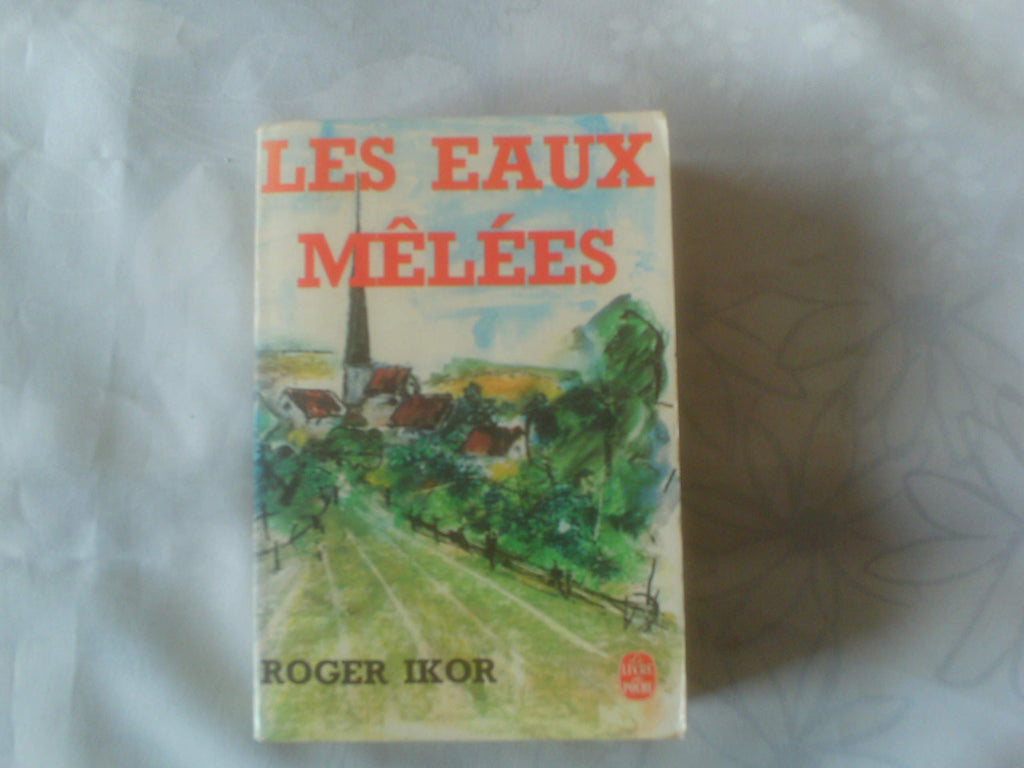 LES EAUX
MÊLÉES
ROGER IKOR
LE LIVRE
DE POCHE